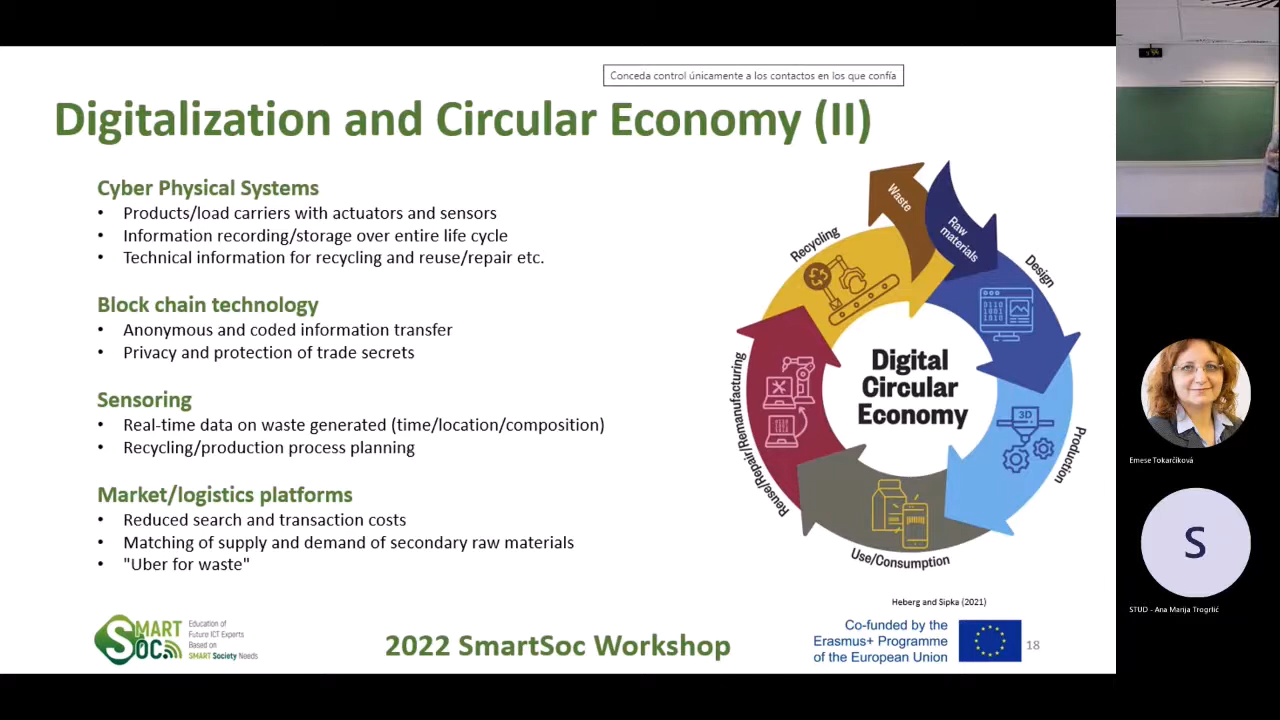 Conceda control únicamente a los contactos en los que confía
Digitalization and Circular Economy (II)
Cyber Physical Systems
• Products/load carriers with actuators and sensors
• Information recording/storage over entire life cycle
• Technical information for recycling and reuse/repair etc.
Block chain technology
• Anonymous and coded information transfer
• Privacy and protection of trade secrets
Sensoring
• Real-time data on waste generated (time/location/composition)
• Recycling/production process planning
Market/logistics platforms
• Reduced search and transaction costs
• Matching of supply and demand of secondary raw materials
• "Uber for waste"
Waste
Raw
materials
Recycling
Design
Digital
Circular
Economy
3D
Production
Reuse/Repair/Remanufacturing
Use/Consumption
Heberg and Sipka (2021)
SMART
SOC
Education of
Future ICT Experts
Based on
SMART Society Needs
2022 SmartSoc Workshop
Co-funded by the
Erasmus+ Programme
of the European Union
18
Emese Tokarčíková
S
STUD - Ana Marija Trogrlić